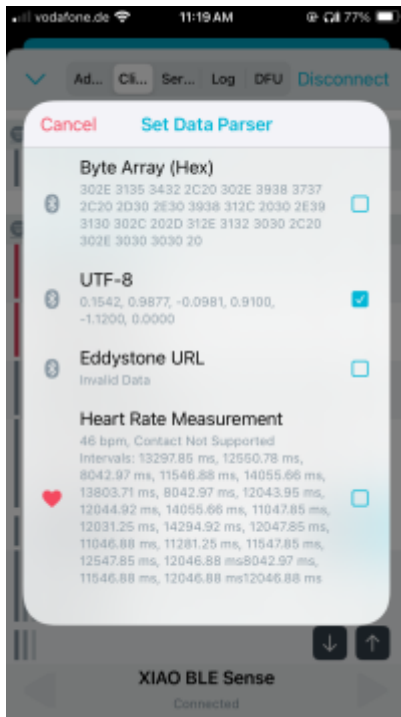 vodafone.de 11:19 AM 77%
Ad... Cli... Ser... Log DFU Disconnect
Cancel Set Data Parser
Byte Array (Hex)
302E 3135 3432 2C20 302E 3938 3737
2C20 2D30 2E30 3938 312C 2030 2E39
3130 302C 202D 312E 3132 3030 2C20
302E 3030 3030 20
UTF-8
0.1542, 0.9877, -0.0981, 0.9100,
-1.1200, 0.0000
Eddystone URL
Invalid Data
Heart Rate Measurement
46 bpm, Contact Not Supported
Intervals: 13297.85 ms, 12550.78 ms,
8042.97 ms, 11546.88 ms, 14055.66 ms,
13803.71 ms, 8042.97 ms, 12043.95 ms,
12044.92 ms, 14055.66 ms, 11047.85 ms,
12031.25 ms, 14294.92 ms, 12047.85 ms,
11046.88 ms, 11281.25 ms, 11547.85 ms,
12547.85 ms, 12046.88 ms8042.97 ms,
11546.88 ms, 12046.88 ms12046.88 ms
XIAO BLE Sense
Connected